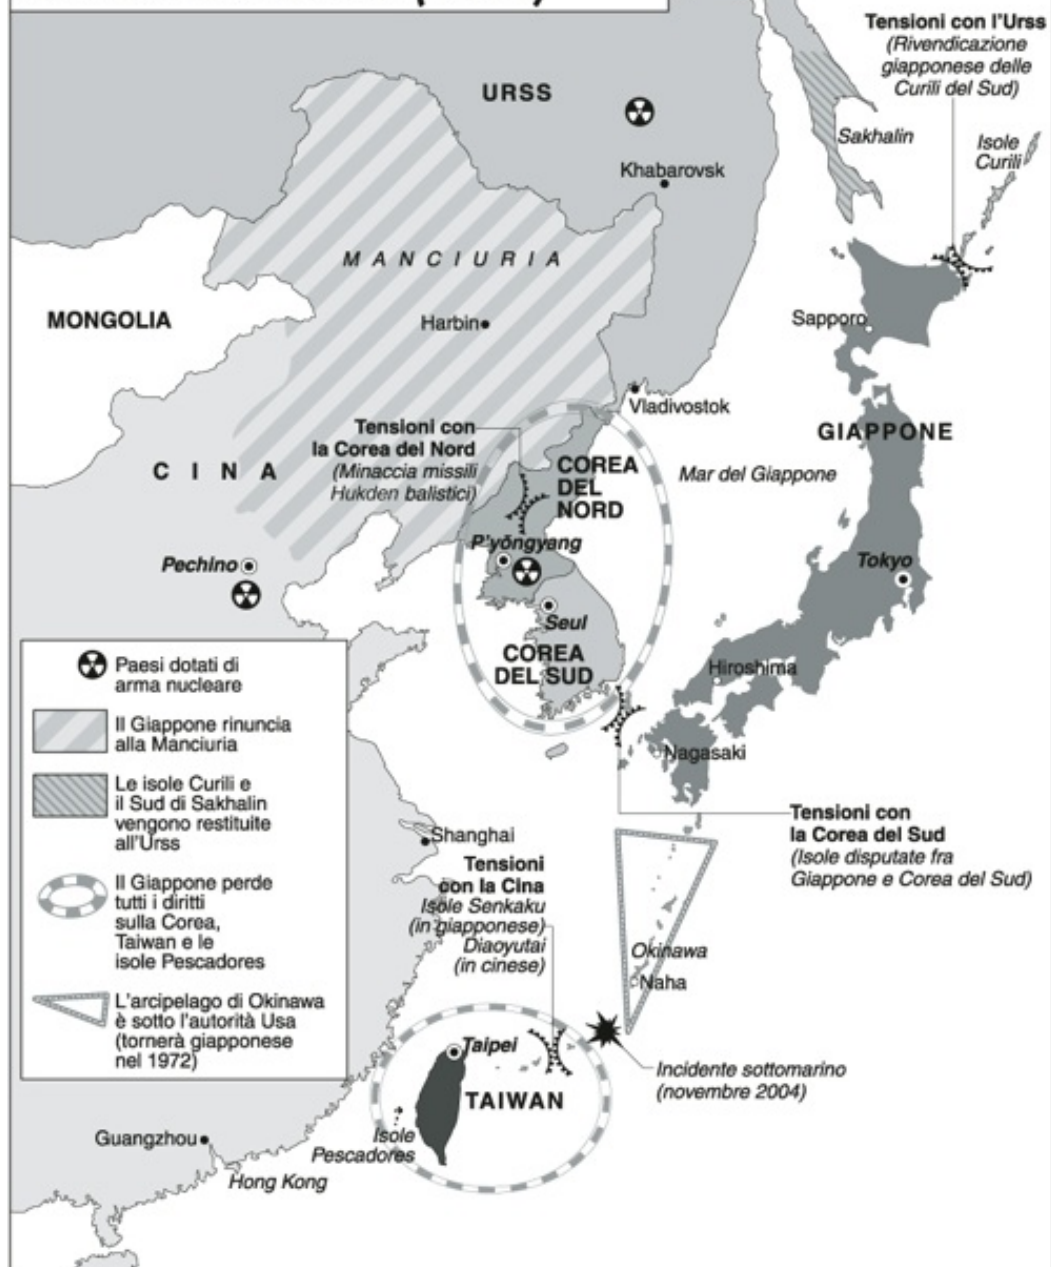 Tensioni con l'Urss
(Rivendicazione
giapponese delle
Curili del Sud)
URSS
Sakhalin
Isole
Curili
Khabarovsk
MANCIURIA
MONGOLIA
Harbin
Sapporo
Vladivostok
Tensioni con
la Corea del Nord
(Minaccia missili
Hukden balistici)
GIAPPONE
CINA
COREA
DEL
NORD
Mar del Giappone
P'yŏngyang
Pechino
Tokyo
Seul
COREA
DEL SUD
Hiroshima
Nagasaki
Paesi dotati di
arma nucleare
Il Giappone rinuncia
alla Manciuria
Le isole Curili e
il Sud di Sakhalin
vengono restituite
all'Urss
Il Giappone perde
tutti i diritti
sulla Corea,
Taiwan e le
isole Pescadores
L'arcipelago di Okinawa
è sotto l'autorità Usa
(tornerà giapponese
nel 1972)
Shanghai
Tensioni con
la Corea del Sud
(Isole disputate fra
Giappone e Corea del Sud)
Tensioni
con la Cina
Isole Senkaku
(in giapponese)
Diaoyutai
(in cinese)
Okinawa
Naha
Taipei
TAIWAN
Incidente sottomarino
(novembre 2004)
Isole
Pescadores
Guangzhou
Hong Kong